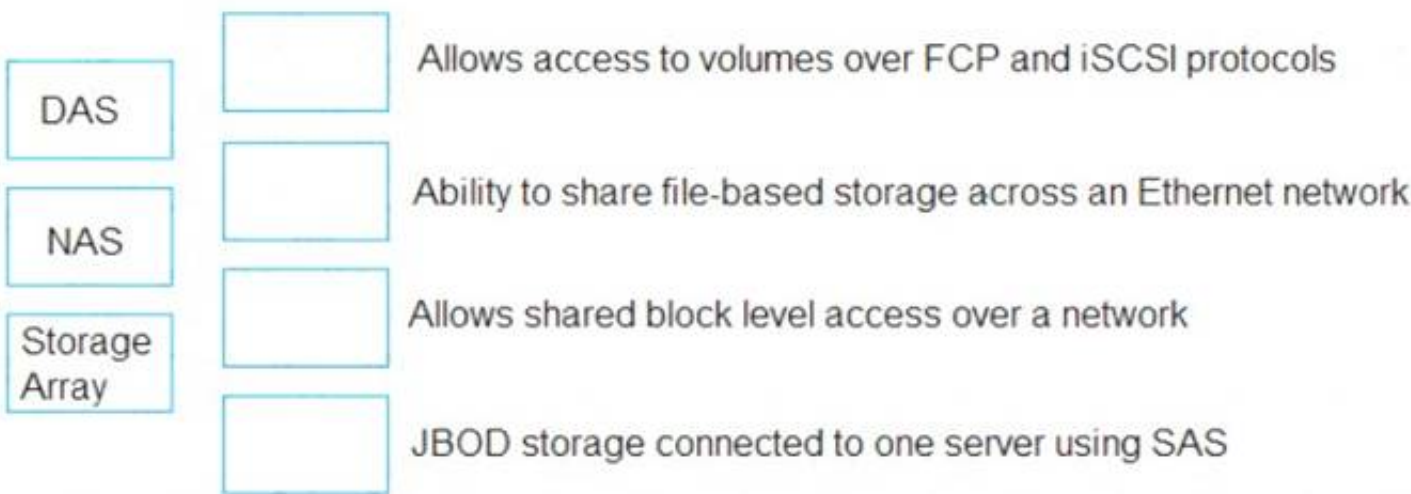 DAS
NAS
Storage
Array
Allows access to volumes over FCP and iSCSI protocols
Ability to share file-based storage across an Ethernet network
Allows shared block level access over a network
JBOD storage connected to one server using SAS